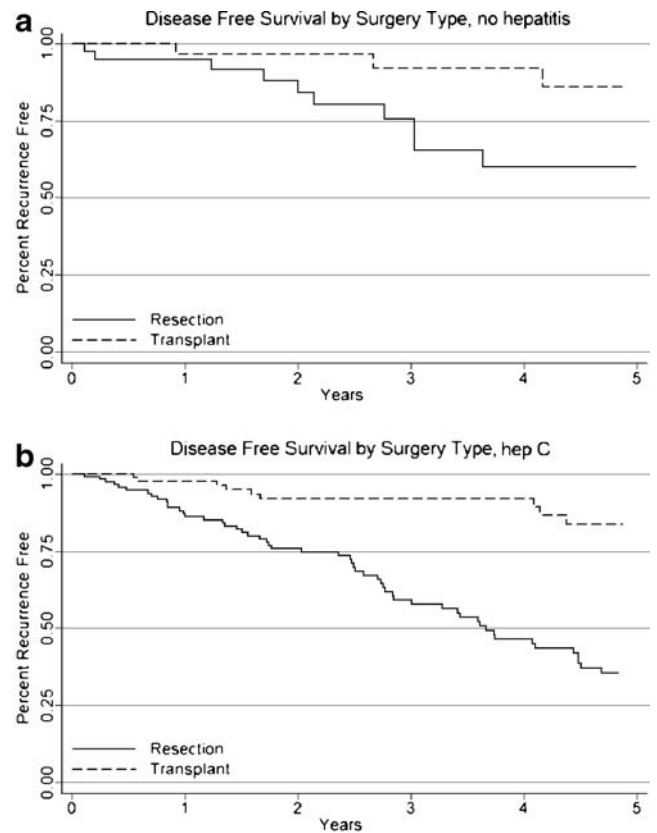 a
Disease Free Survival by Surgery Type, no hepatitis
Percent Recurrence Free
1.00
0.75
0.50
0.25
0.00
Resection
Transplant
0 1 2 3 4 5
Years
b
Disease Free Survival by Surgery Type, hep C
Percent Recurrence Free
1.00
0.75
0.50
0.25
0.00
Resection
Transplant
0 1 2 3 4 5
Years